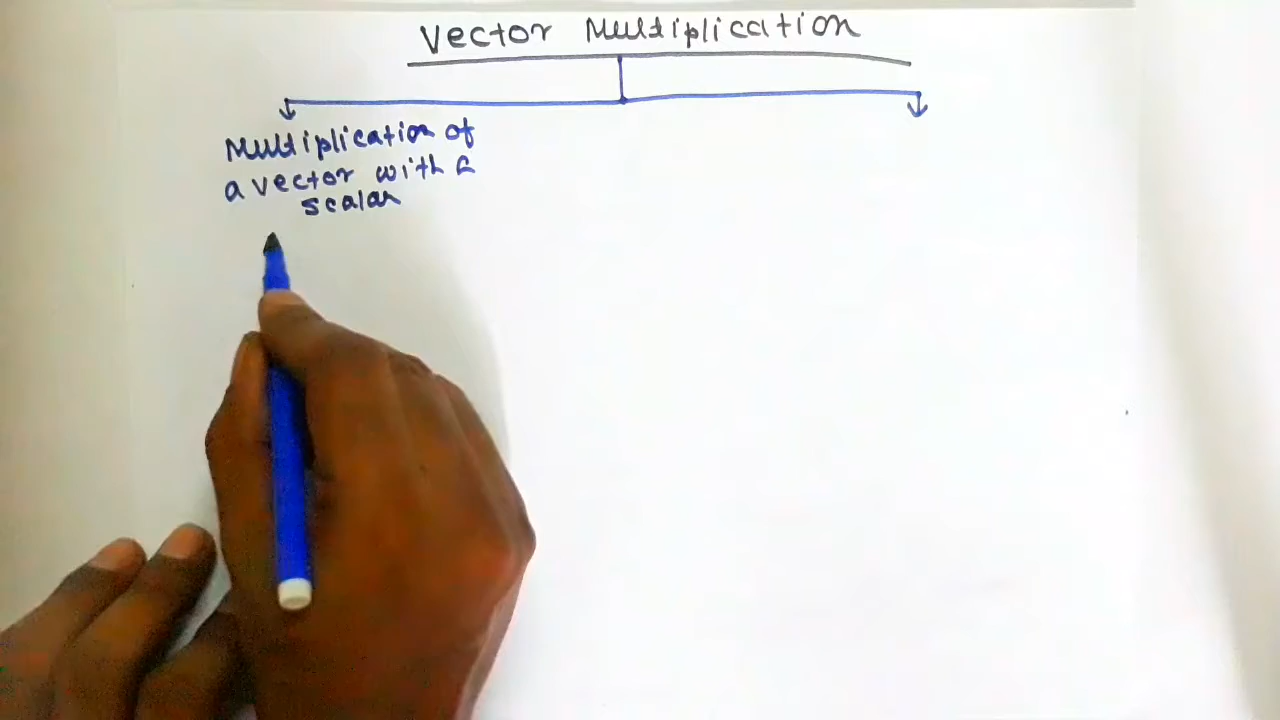 Vector Multiplication
Multiplication of
a vector with a
scalar